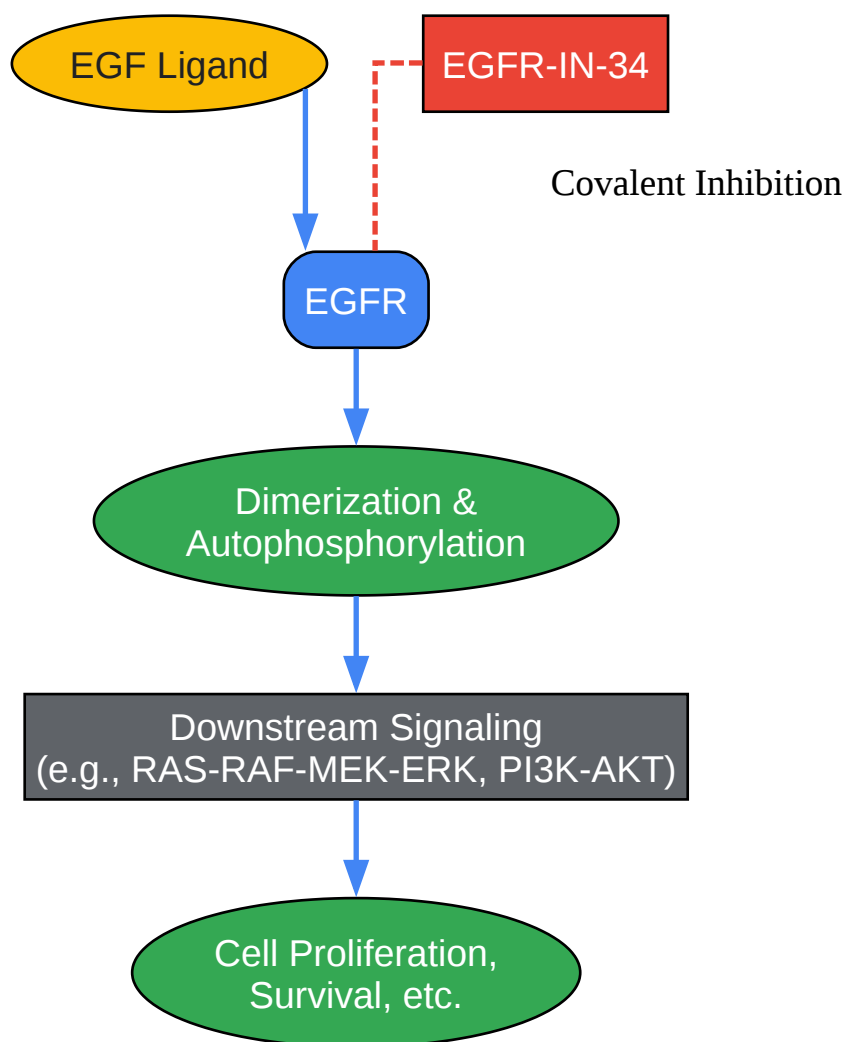 EGF Ligand
EGFR-IN-34
Covalent Inhibition
EGFR
Dimerization &
Autophosphorylation
Downstream Signaling
(e.g., RAS-RAF-MEK-ERK, PI3K-AKT)
Cell Proliferation,
Survival, etc.